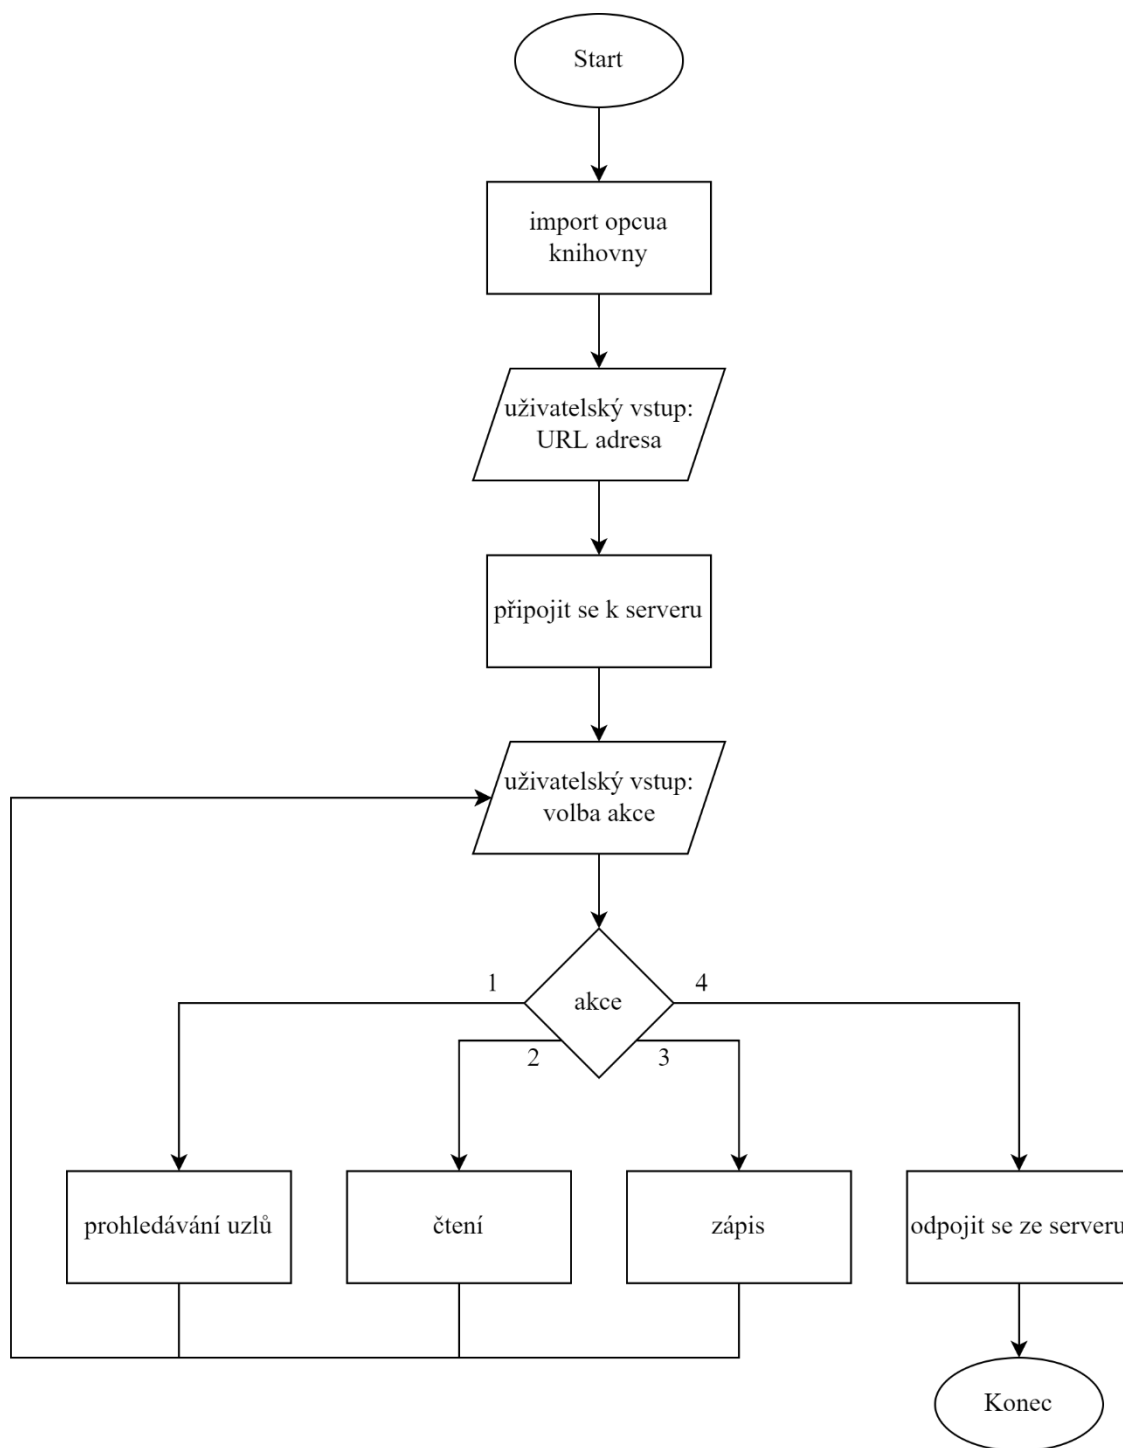 Start
import opcua
knihovny
uživatelský vstup:
URL adresa
připojit se k serveru
uživatelský vstup:
volba akce
akce
1
2
3
4
prohledávání uzlů
čtení
zápis
odpojit se ze serveru
Konec